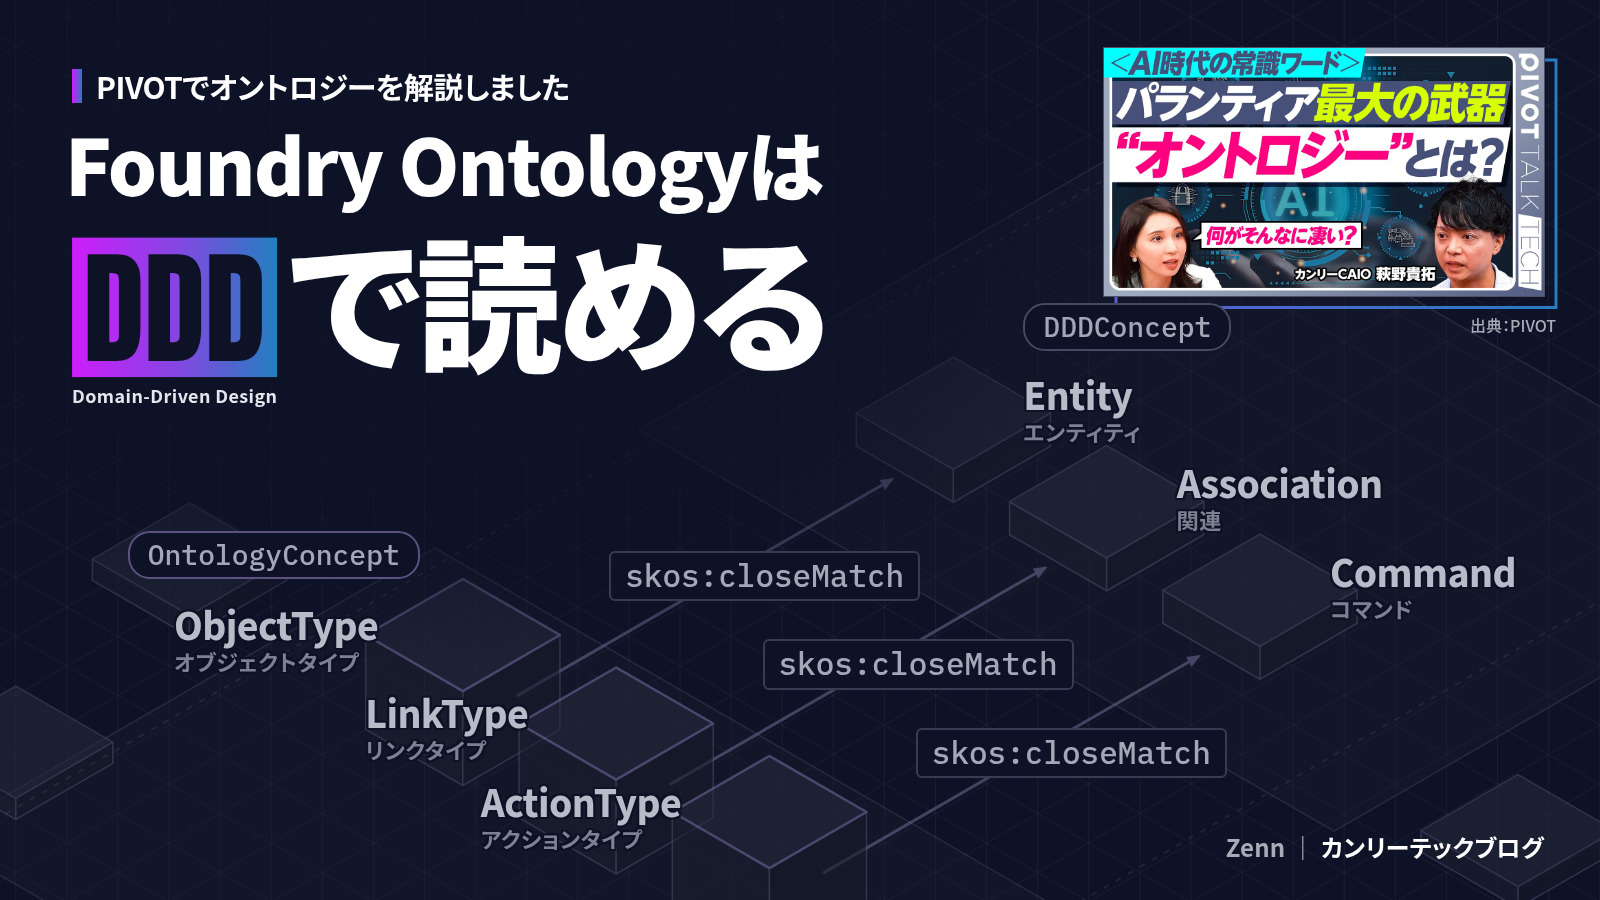 PIVOTでオントロジーを解説しました
Foundry Ontologyは
DDDで読める
Domain-Driven Design
<AI時代の常識ワード>
パランティア最大の武器
“オントロジー”とは?
何がそんなに凄い?
カンリーCAIO 萩野貴拓
PIVOT TALK TECH
出典：PIVOT
DDDConcept
Entity
エンティティ
Association
関連
Command
コマンド
OntologyConcept
ObjectType
オブジェクトタイプ
LinkType
リンクタイプ
ActionType
アクションタイプ
skos:closeMatch
skos:closeMatch
skos:closeMatch
Zenn | カンリーテックブログ
AI